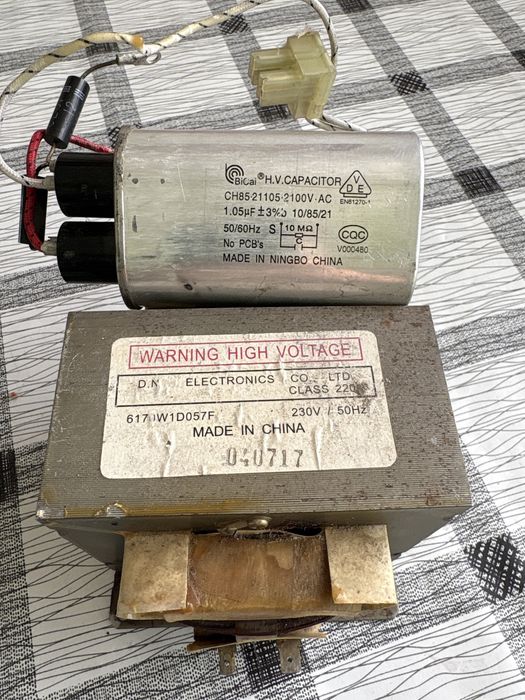 BiCai® H.V.CAPACITOR
CH85-21105-2100V·AC
1.05µF ±3% 10/85/21
50/60Hz S 10 MΩ
C
No PCB's
MADE IN NINGBO CHINA
VDE
EN61270-1
CQC
V000480
WARNING HIGH VOLTAGE
ELECTRONICS CO., LTD.
CLASS 220
230V / 50Hz
MADE IN CHINA
040717